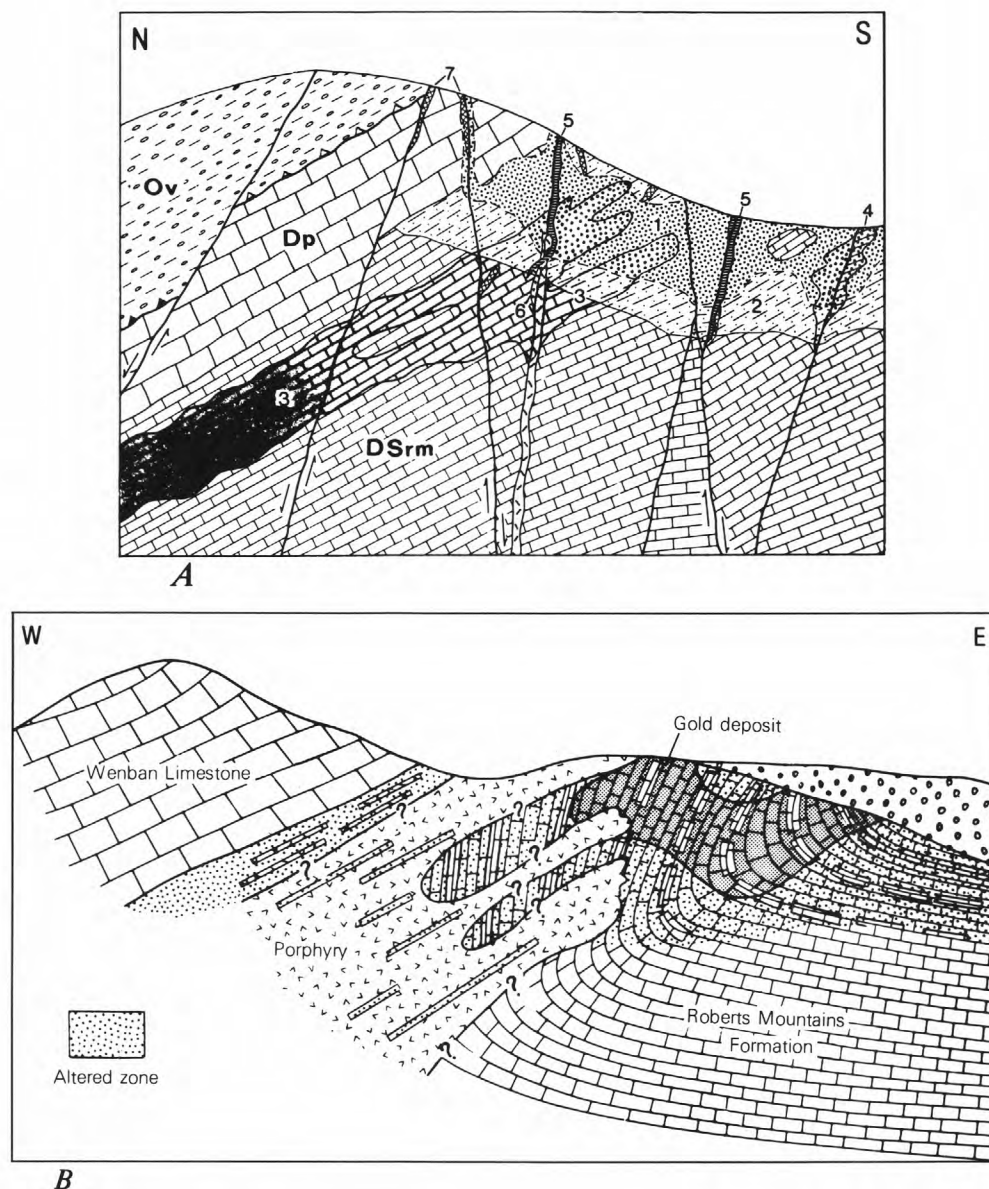 N
S
7
5
5
4
Ov
Dp
1
3
6
2
3
DSrm
A
W
E
Gold deposit
Wenban Limestone
?
?
?
?
?
Porphyry
?
Roberts Mountains
Formation
?
Altered zone
B